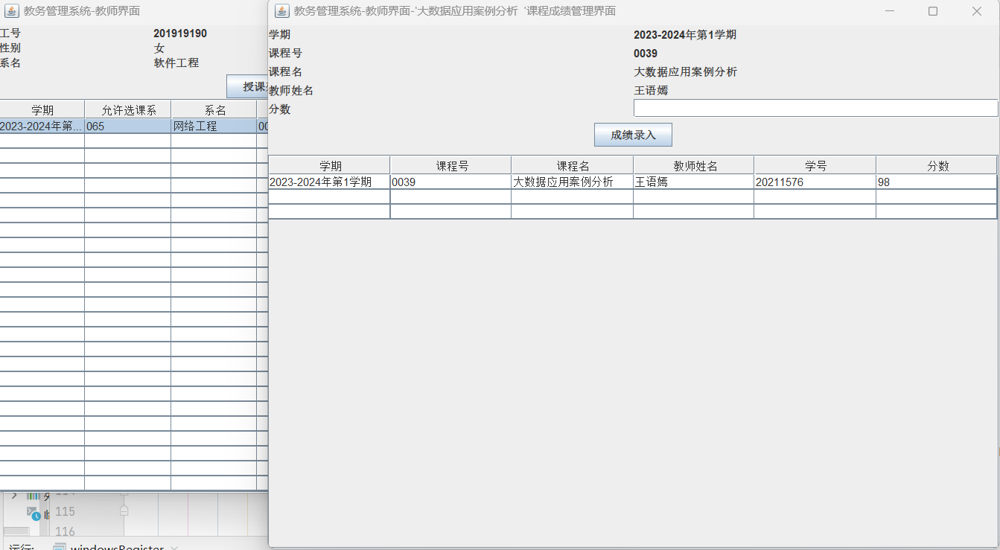 教务管理系统-教师界面
工号 201919190
性别 女
系名 软件工程
授课
学期 允许选课系 系名
2023-2024年第... 065 网络工程 00
115
116
运行: windowsRegister
教务管理系统-教师界面-'大数据应用案例分析 '课程成绩管理界面
学期 2023-2024年第1学期
课程号 0039
课程名 大数据应用案例分析
教师姓名 王语嫣
分数
成绩录入
学期 课程号 课程名 教师姓名 学号 分数
2023-2024年第1学期 0039 大数据应用案例分析 王语嫣 20211576 98